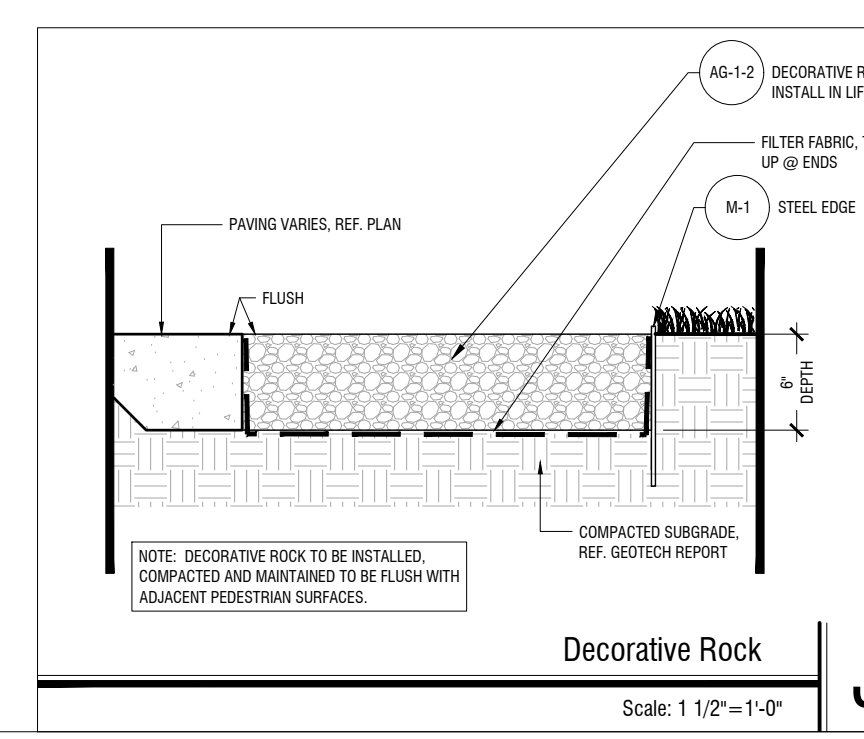 AG-1-2
DECORATIVE
INSTALL IN
FILTER FABRIC,
UP @ ENDS
M-1
STEEL EDGE
PAVING VARIES, REF. PLAN
FLUSH
6"
DEPTH
COMPACTED SUBGRADE,
REF. GEOTECH REPORT
NOTE: DECORATIVE ROCK TO BE INSTALLED,
COMPACTED AND MAINTAINED TO BE FLUSH WITH
ADJACENT PEDESTRIAN SURFACES.
Decorative Rock
Scale: 1 1/2"=1'-0"